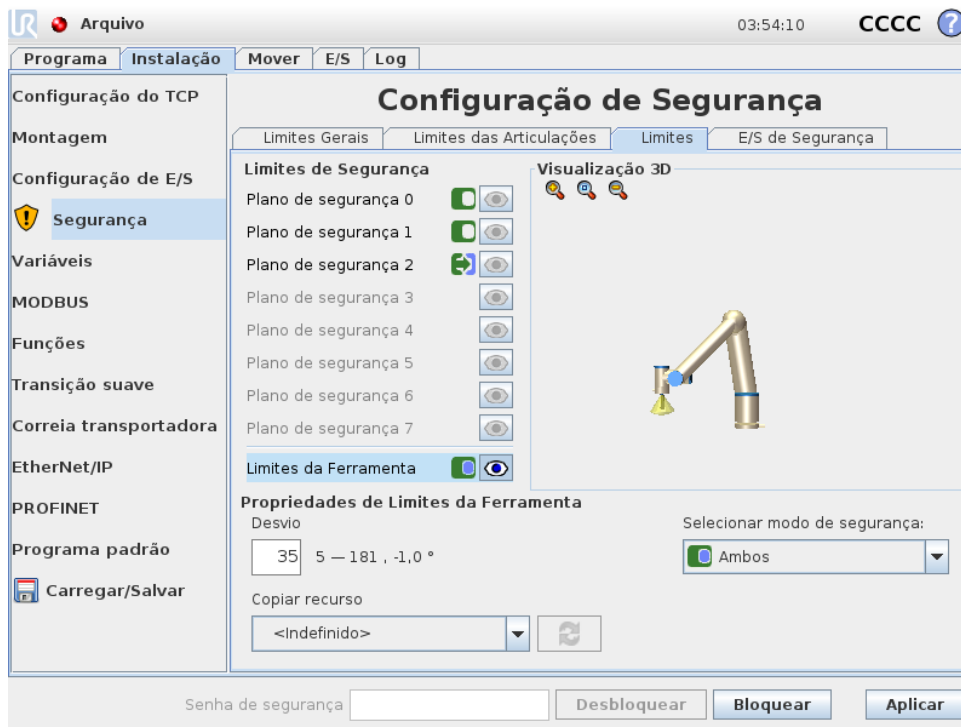 UR Arquivo 03:54:10 CCCC ?
Programa Instalação Mover E/S Log
Configuração do TCP
Montagem
Configuração de E/S
Segurança
Variáveis
MODBUS
Funções
Transição suave
Correia transportadora
EtherNet/IP
PROFINET
Programa padrão
Carregar/Salvar
Configuração de Segurança
Limites Gerais Limites das Articulações Limites E/S de Segurança
Limites de Segurança
Plano de segurança 0
Plano de segurança 1
Plano de segurança 2
Plano de segurança 3
Plano de segurança 4
Plano de segurança 5
Plano de segurança 6
Plano de segurança 7
Limites da Ferramenta
Visualização 3D
Propriedades de Limites da Ferramenta
Desvio
35 5 — 181 , -1,0 °
Selecionar modo de segurança:
Ambos
Copiar recurso
<Indefinido>
Senha de segurança Desbloquear Bloquear Aplicar